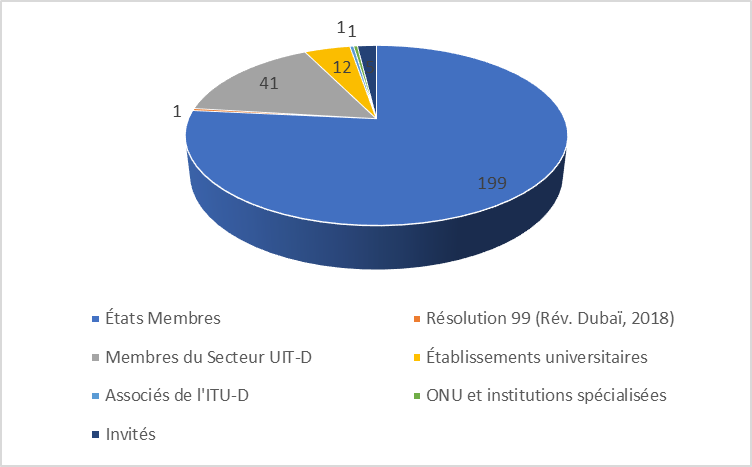 1
1
12
41
1
199
États Membres
Résolution 99 (Rév. Dubaï, 2018)
Membres du Secteur UIT-D
Établissements universitaires
Associés de l'ITU-D
ONU et institutions spécialisées
Invités